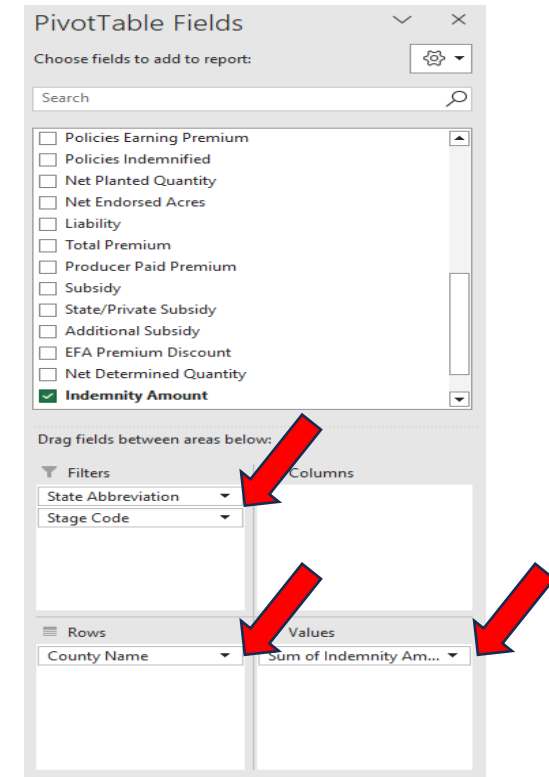 PivotTable Fields
Choose fields to add to report:
Search
Policies Earning Premium
Policies Indemnified
Net Planted Quantity
Net Endorsed Acres
Liability
Total Premium
Producer Paid Premium
Subsidy
State/Private Subsidy
Additional Subsidy
EFA Premium Discount
Net Determined Quantity
Indemnity Amount
Drag fields between areas below:
Filters
Columns
State Abbreviation
Stage Code
Rows
Values
County Name
Sum of Indemnity Am...